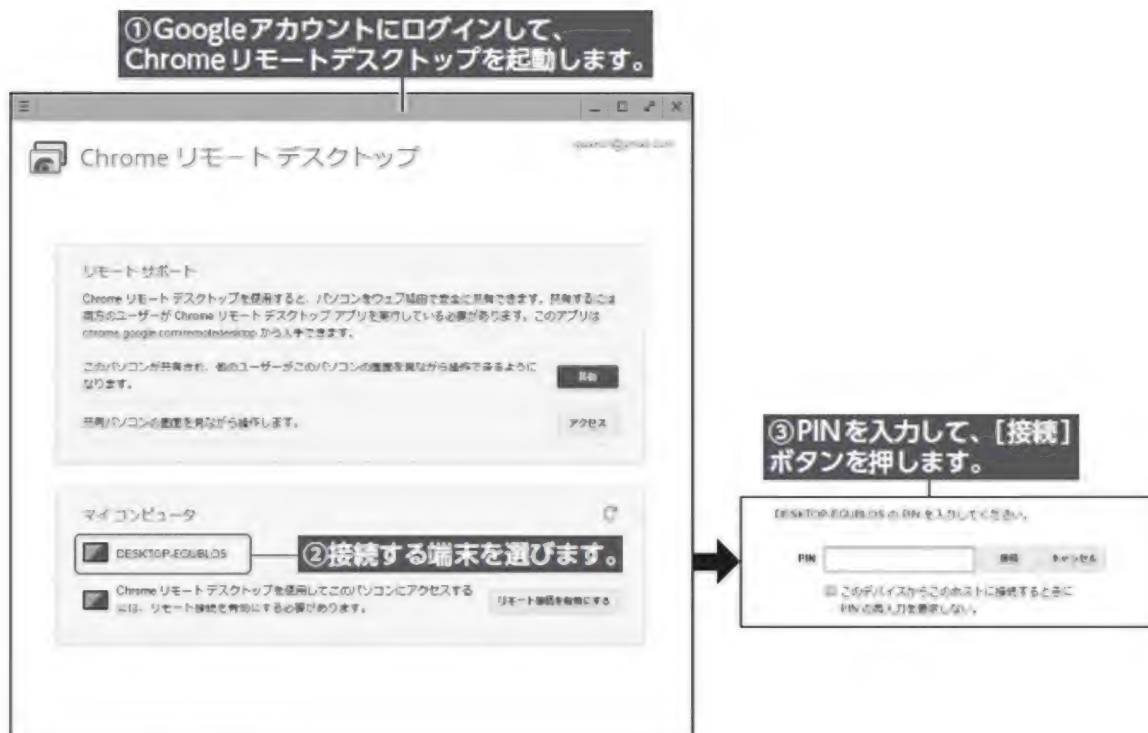 ①Googleアカウントにログインして、
Chromeリモートデスクトップを起動します。
Chrome リモート デスクトップ
リモート サポート
Chrome リモート デスクトップを使用すると、パソコンをウェブ経由で安全に共有できます。共有するには
両方のユーザーが Chrome リモート デスクトップ アプリを実行している必要があります。このアプリは
chrome.google.com/remotedesktop から入手できます。
このパソコンが共有され、他のユーザーがこのパソコンの画面を見ながら操作できるように
なります。
共有
共有パソコンの画面を見ながら操作します。
アクセス
マイ コンピュータ
DESKTOP-EGUBLOS
②接続する端末を選びます。
Chrome リモート デスクトップを使用してこのパソコンにアクセスする
には、リモート接続を有効にする必要があります。
リモート接続を有効にする
③PINを入力して、[接続]
ボタンを押します。
DESKTOP-EGUBLOS の PIN を入力してください。
PIN
接続
キャンセル
このデバイスからこのホストに接続するときに
PIN の再入力を要求しない。